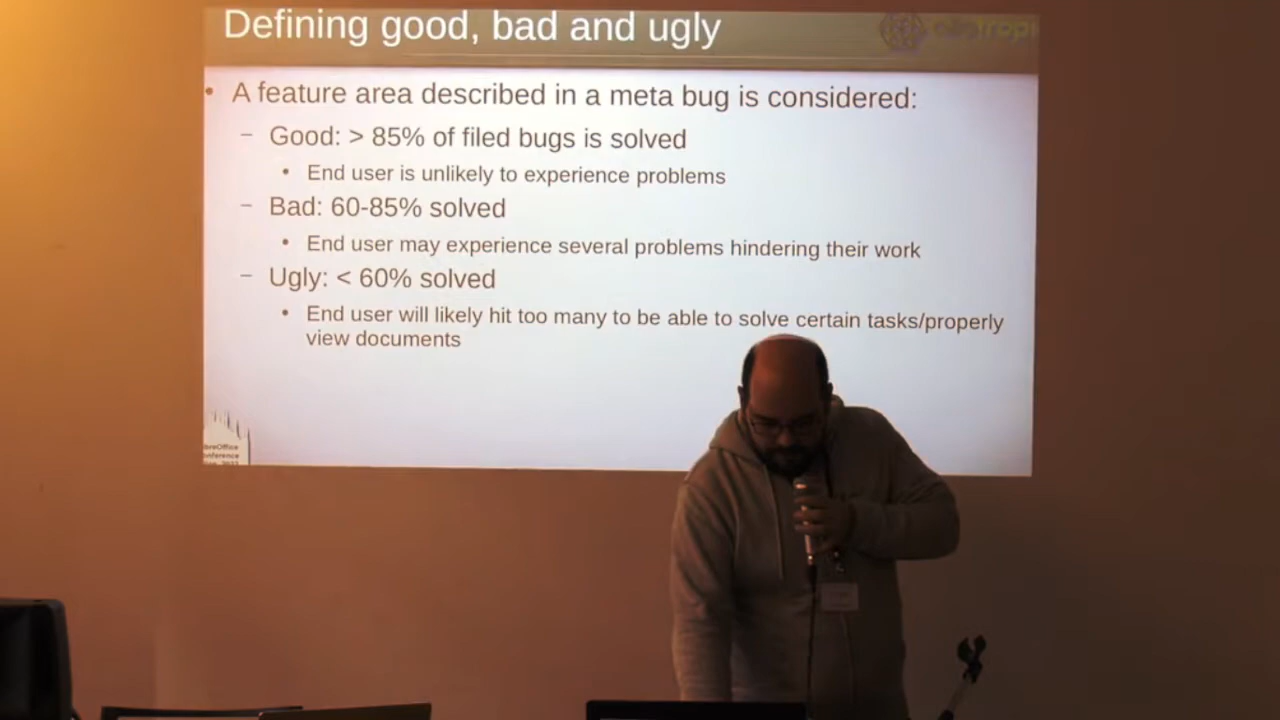 Defining good, bad and ugly
• A feature area described in a meta bug is considered:
– Good: > 85% of filed bugs is solved
• End user is unlikely to experience problems
– Bad: 60-85% solved
• End user may experience several problems hindering their work
– Ugly: < 60% solved
• End user will likely hit too many to be able to solve certain tasks/properly
view documents